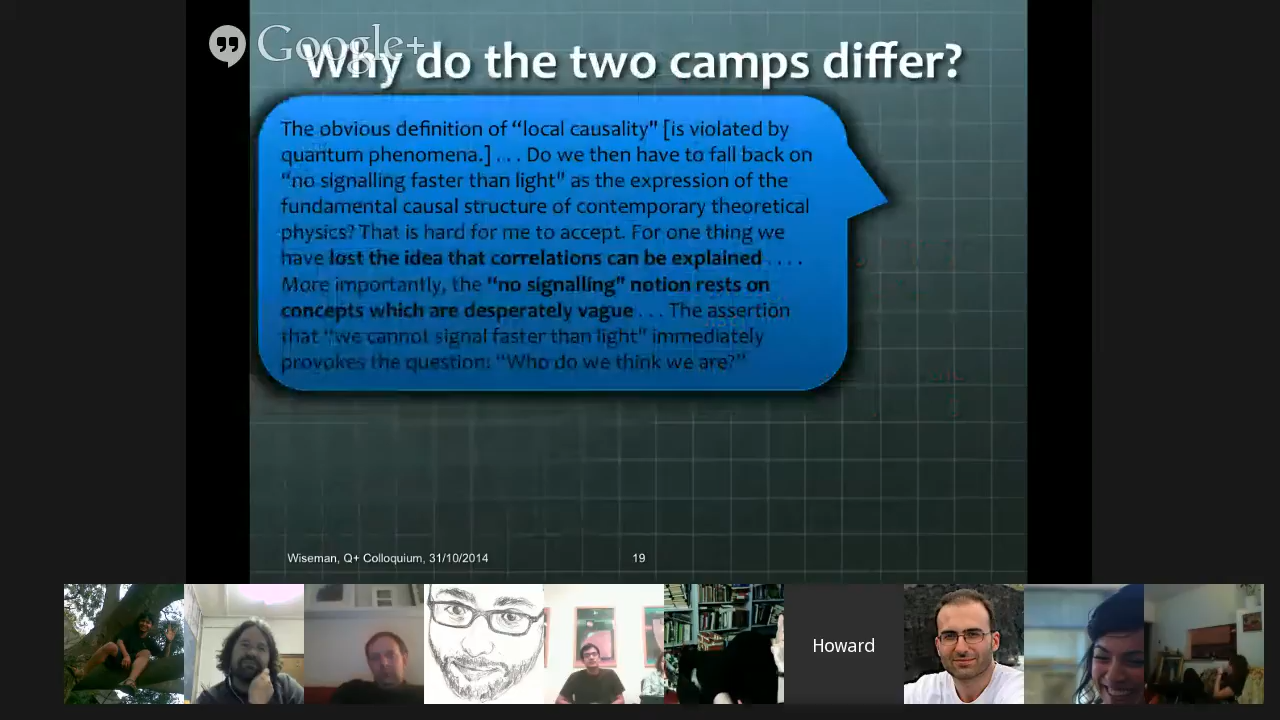 Google+
Why do the two camps differ?
The obvious definition of “local causality” [is violated by
quantum phenomena.] ... Do we then have to fall back on
“no signalling faster than light” as the expression of the
fundamental causal structure of contemporary theoretical
physics? That is hard for me to accept. For one thing we
have lost the idea that correlations can be explained ....
More importantly, the “no signalling” notion rests on
concepts which are desperately vague ... The assertion
that “we cannot signal faster than light” immediately
provokes the question: “Who do we think we are?”
Wiseman, Q+ Colloquium, 31/10/2014
19
Howard